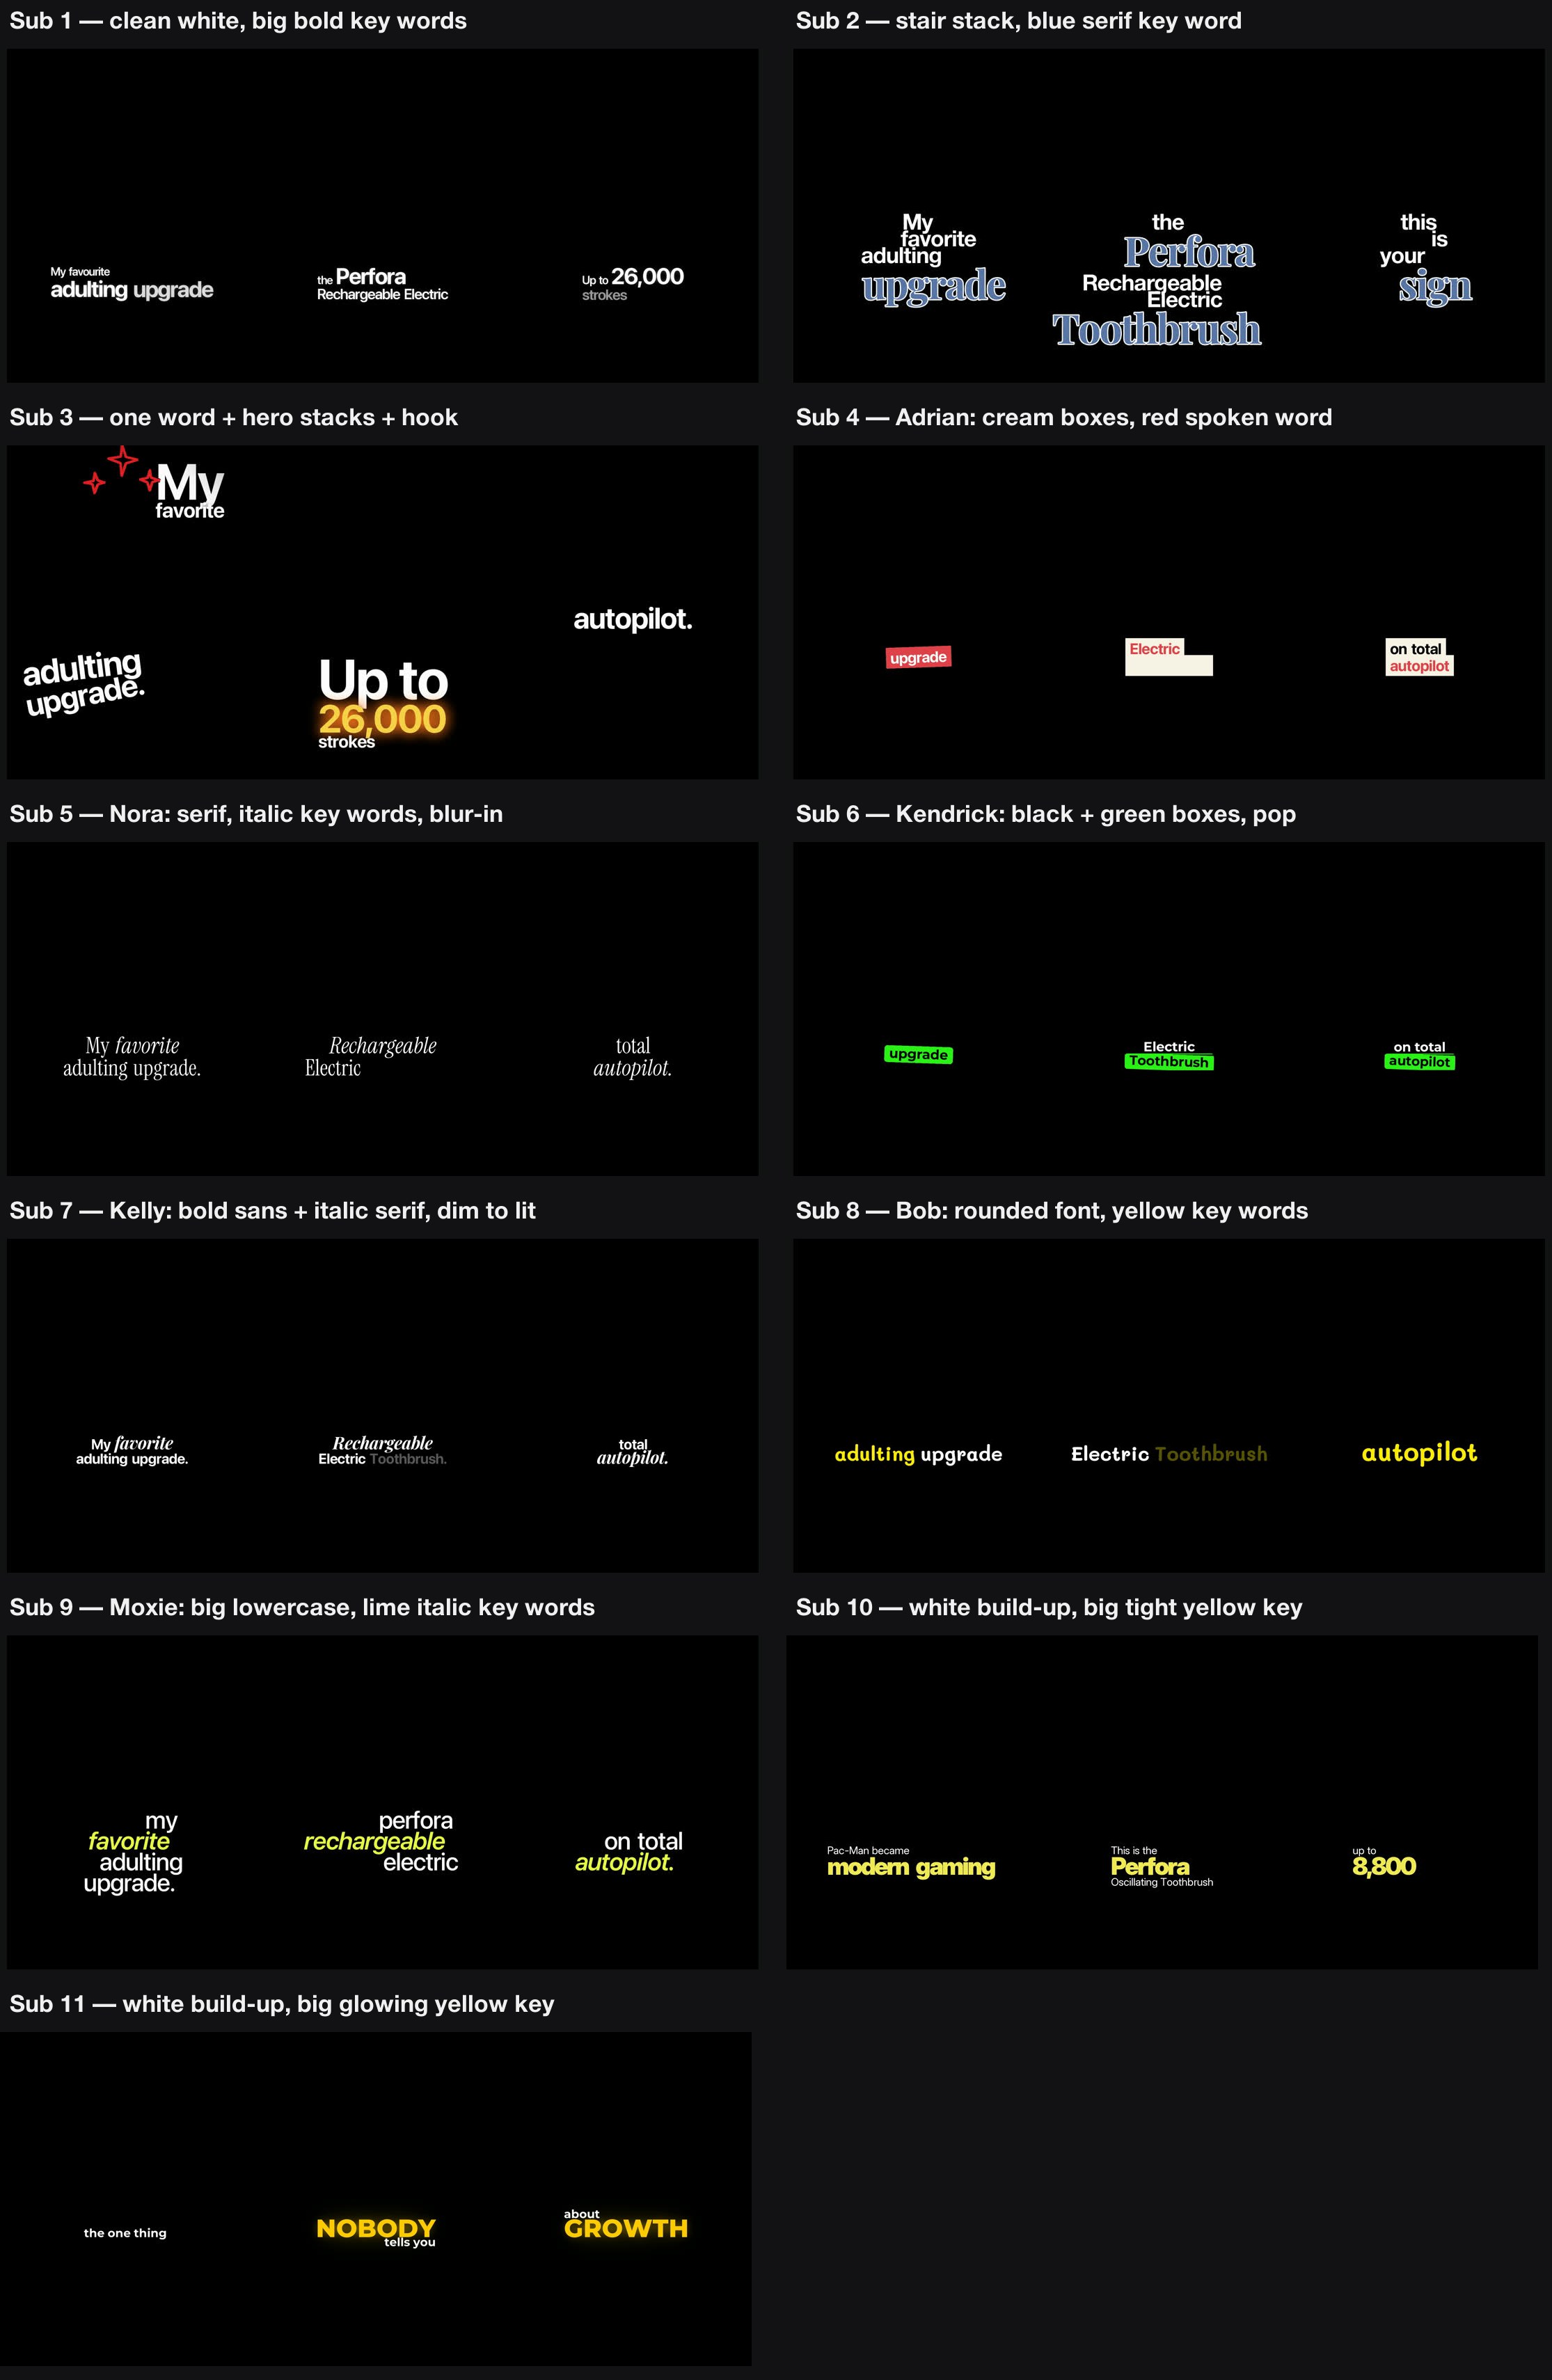 Sub 1 — clean white, big bold key words
My favourite
adulting upgrade
the Perfora
Rechargeable Electric
Up to 26,000
strokes
Sub 2 — stair stack, blue serif key word
My
favorite
adulting
upgrade
the
Perfora
Rechargeable
Electric
Toothbrush
this
is
your
sign
Sub 3 — one word + hero stacks + hook
My
favorite
adulting
upgrade.
Up to
26,000
strokes
autopilot.
Sub 4 — Adrian: cream boxes, red spoken word
upgrade
Electric
on total
autopilot
Sub 5 — Nora: serif, italic key words, blur-in
My favorite
adulting upgrade.
Rechargeable
Electric
total
autopilot.
Sub 6 — Kendrick: black + green boxes, pop
upgrade
Electric
Toothbrush
on total
autopilot
Sub 7 — Kelly: bold sans + italic serif, dim to lit
My favorite
adulting upgrade.
Rechargeable
Electric Toothbrush.
total
autopilot.
Sub 8 — Bob: rounded font, yellow key words
adulting upgrade
Electric Toothbrush
autopilot
Sub 9 — Moxie: big lowercase, lime italic key words
my
favorite
adulting
upgrade.
perfora
rechargeable
electric
on total
autopilot.
Sub 10 — white build-up, big tight yellow key
Pac-Man became
modern gaming
This is the
Perfora
Oscillating Toothbrush
up to
8,800
Sub 11 — white build-up, big glowing yellow key
the one thing
NOBODY
tells you
about
GROWTH